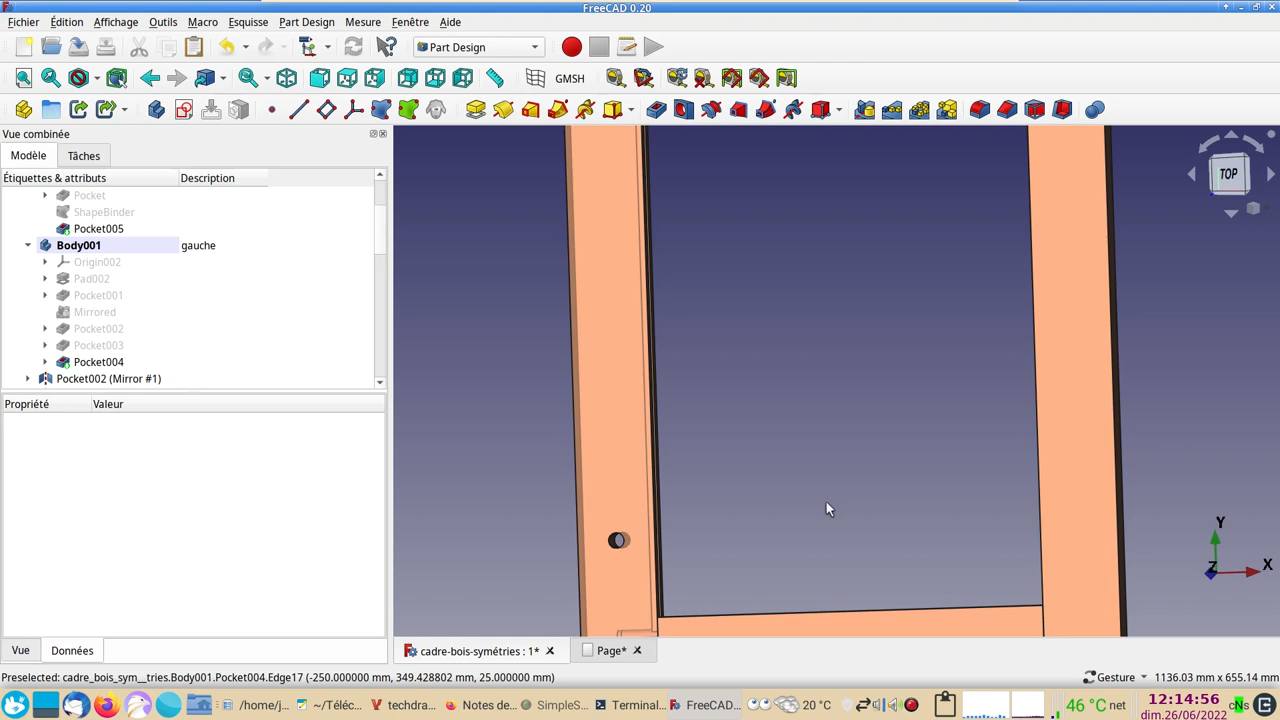 FreeCAD 0.20
Fichier Édition Affichage Outils Macro Esquisse Part Design Mesure Fenêtre Aide
Part Design
GMSH
Vue combinée
Modèle Tâches
Étiquettes & attributs Description
Pocket
ShapeBinder
Pocket005
Body001 gauche
Origin002
Pad002
Pocket001
Mirrored
Pocket002
Pocket003
Pocket004
Pocket002 (Mirror #1)
Propriété Valeur
TOP
Y
Z X
Vue Données
cadre-bois-symétries : 1* Page*
Preselected: cadre_bois_sym__tries.Body001.Pocket004.Edge17 (-250.000000 mm, 349.428802 mm, 25.000000 mm) Gesture 1136.03 mm x 655.14 mm
/home/j... ~/Téléc... Notes de... techdra... SimpleS... Termina... FreeCAD... 20 °C 46 °C net 12:14:56 cNs
dim.26/06/2022